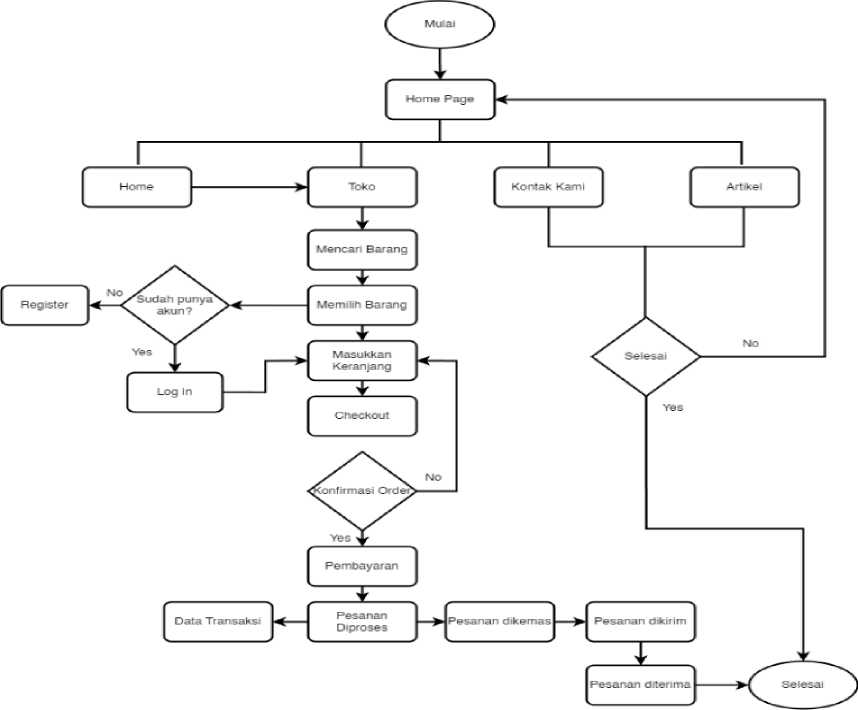 Mulai
Home Page
Home
Toko
Kontak Kami
Artikel
Mencari Barang
Register
No
Sudah punya
akun?
Memilih Barang
Yes
Log In
Masukkan
Keranjang
Selesai
No
Checkout
Yes
Konfirmasi Order
No
Yes
Pembayaran
Data Transaksi
Pesanan
Diproses
Pesanan dikemas
Pesanan dikirim
Pesanan diterima
Selesai